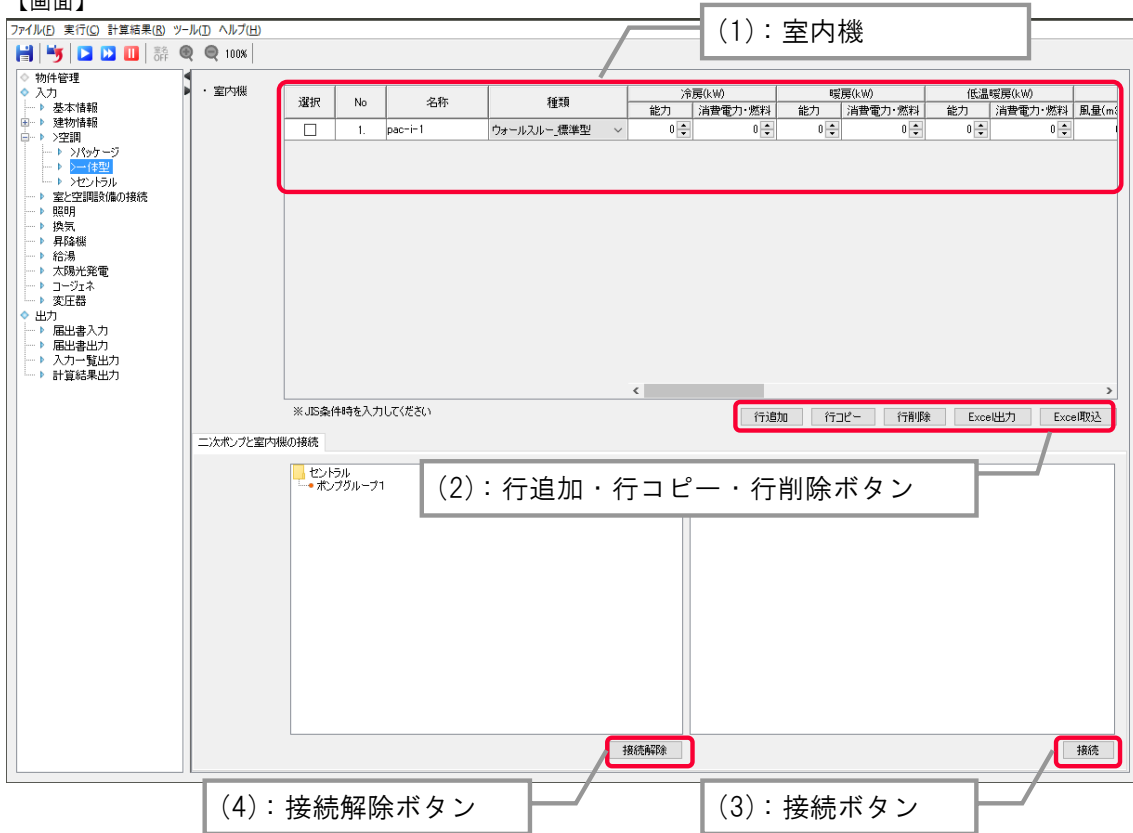 【画面】
(1)：室内機
ファイル(F) 実行(C) 計算結果(R) ツール(T) ヘルプ(H)
室名 OFF 100%
物件管理
入力
基本情報
建物情報
>空調
>パッケージ
>一体型
>セントラル
室と空調設備の接続
照明
換気
昇降機
給湯
太陽光発電
コージェネ
変圧器
出力
届出書入力
届出書出力
入力一覧出力
計算結果出力
・室内機
選択 No 名称 種類 冷房(kW) 暖房(kW) 低温暖房(kW)
能力 消費電力・燃料 能力 消費電力・燃料 能力 消費電力・燃料 風量(m3
1. pac-i-1 ウォールスルー_標準型 0 0 0 0 0 0 0
※JIS条件時を入力してください
行追加 行コピー 行削除 Excel出力 Excel取込
二次ポンプと室内機の接続
セントラル
ポンプグループ1
(2)：行追加・行コピー・行削除ボタン
接続解除 接続
(4)：接続解除ボタン (3)：接続ボタン